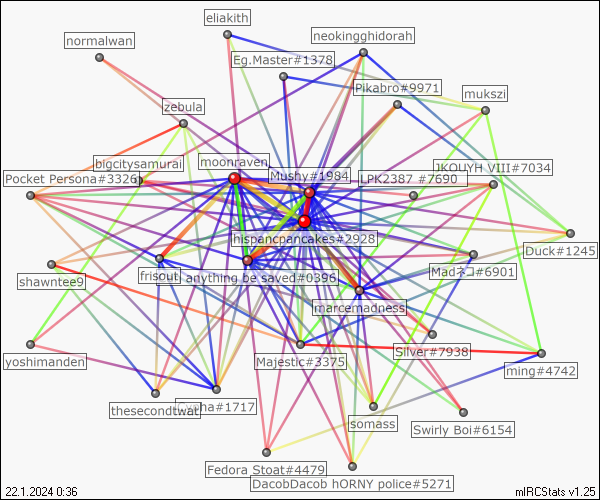 eliakith
neokingghidorah
normalwan
Eg.Master#1378
Pikabro#9971
mukszi
zebula
bigcitysamurai
moonraven
Mushy#1984
LPK2387 #7690
JKOUYH VIII#7034
Pocket Persona#3326
hispancpancakes#2928
Duck#1245
shawntee9
frisout
anything be saved#0396
Madネコ#6901
marcemadness
yoshimanden
Majestic#3375
Silver#7938
ming#4742
thesecondtwat
#1717
somass
Swirly Boi#6154
Fedora Stoat#4479
DacobDacob hORNY police#5271
22.1.2024 0:36
mIRCStats v1.25